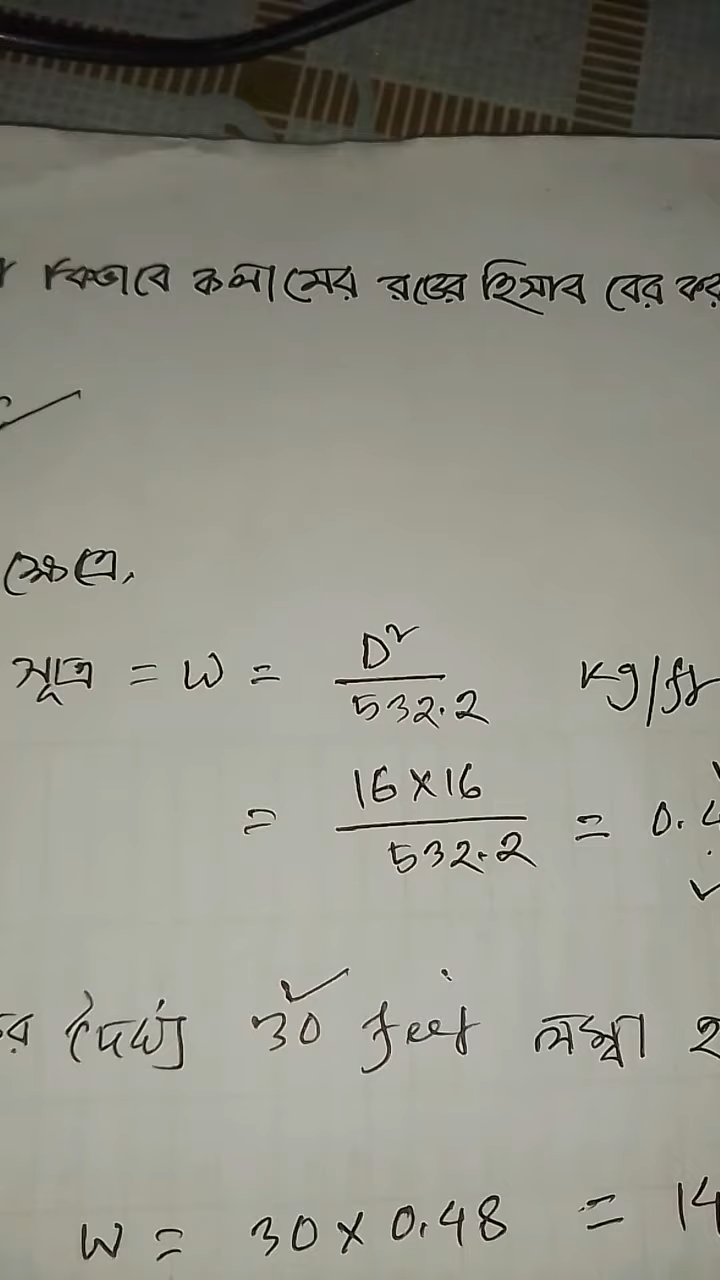 কিভাবে কলামের রডের হিসাব বের কর
ক্ষেত্রে,
সূত্র = W = D² / 532.2 kg/ft
= 16×16 / 532.2 = 0.4
র দৈর্ঘ্য 30 feet লম্বা হ
W = 30 × 0.48 = 14